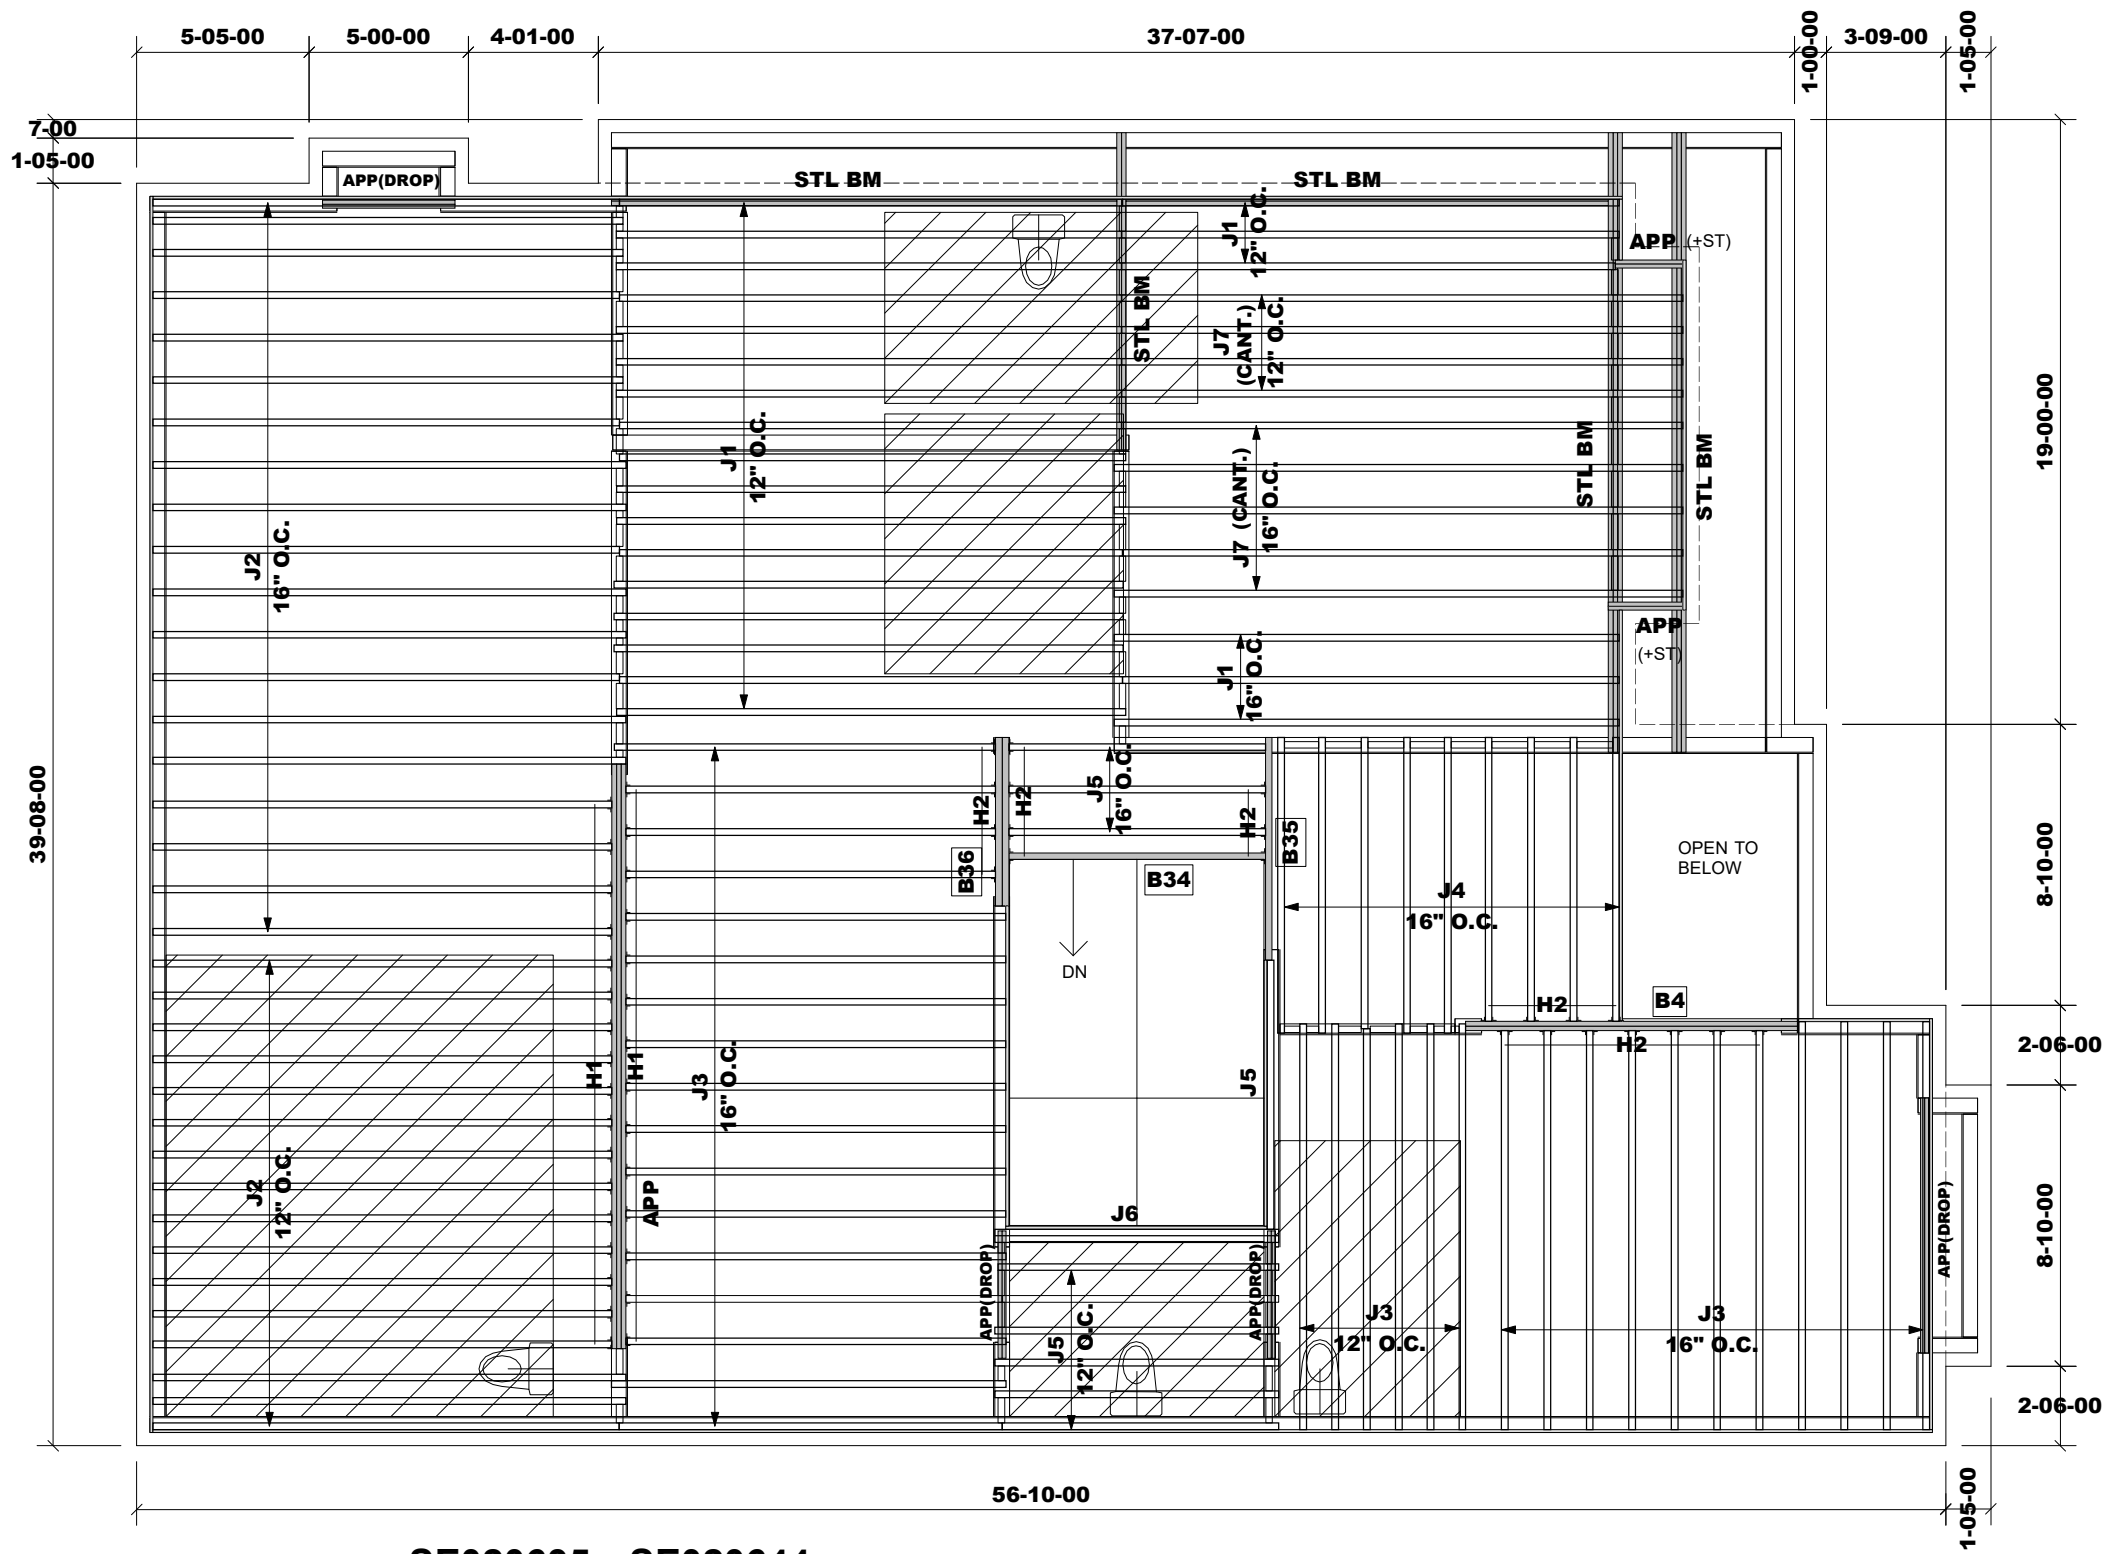 5-05-00
5-00-00
4-01-00
37-07-00
1-00-00
3-09-00
1-05-00
7-00
1-05-00
39-08-00
19-00-00
8-10-00
2-06-00
8-10-00
2-06-00
56-10-00
1-05-00
APP(DROP)
STL BM
STL BM
J1
12" O.C.
APP (+ST)
STL BM
J7
(CANT.)
12" O.C.
J1
12" O.C.
STL BM
STL BM
J7 (CANT.)
16" O.C.
J2
16" O.C.
APP
(+ST)
J1
16" O.C.
H2
H2
J5
16" O.C.
H2
B35
B36
B34
OPEN TO
BELOW
J4
16" O.C.
DN
H2
B4
H2
H1
H1
J3
16" O.C.
J5
J2
12" O.C.
APP
J6
APP(DROP)
APP(DROP)
APP(DROP)
J5
12" O.C.
J3
12" O.C.
J3
16" O.C.